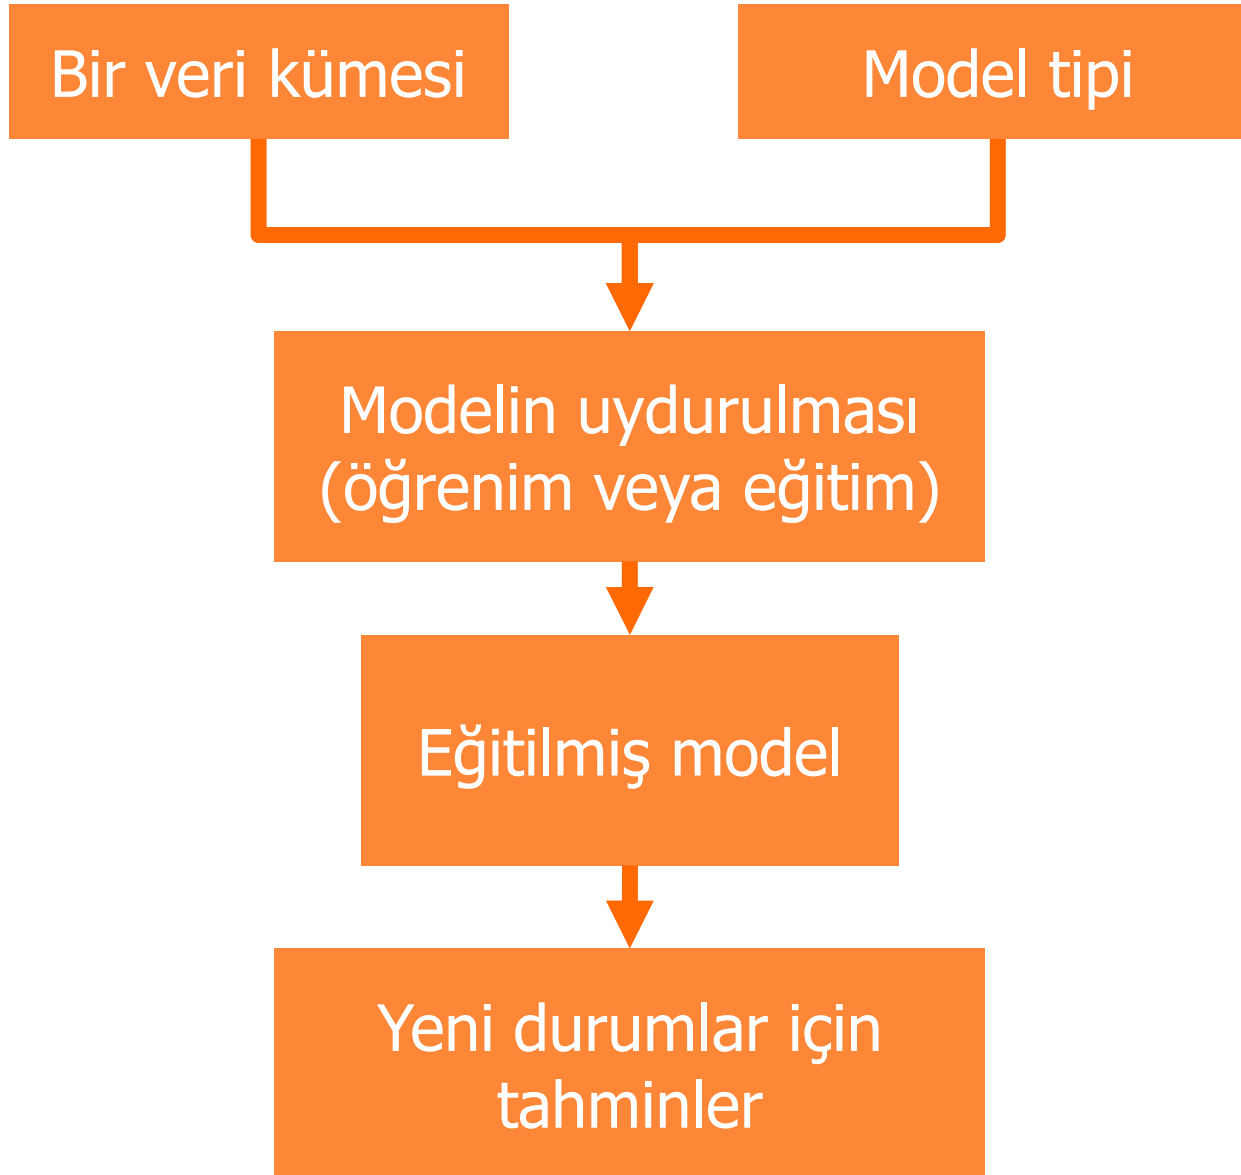 Bir veri kümesi
Model tipi
Modelin uydurulması
(öğrenim veya eğitim)
Eğitilmiş model
Yeni durumlar için
tahminler